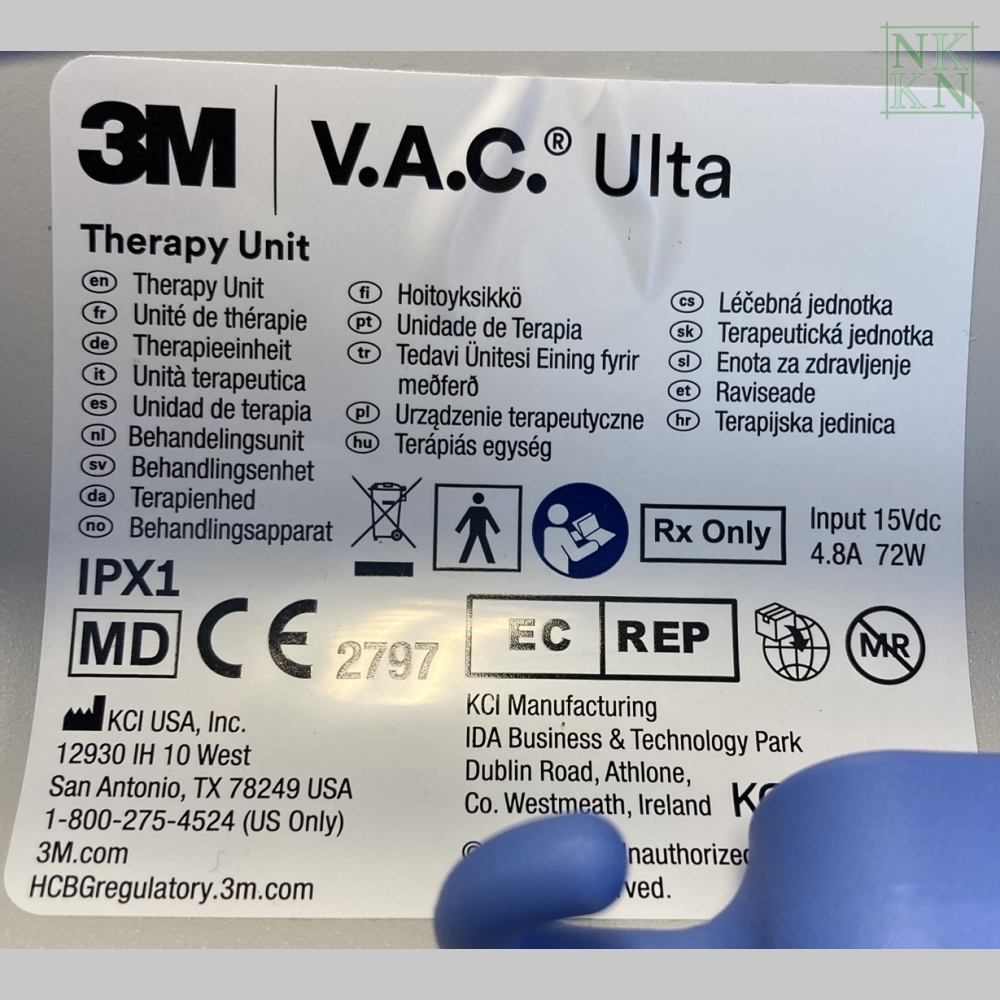 NK
KN
3M V.A.C.® Ulta
Therapy Unit
en Therapy Unit
fr Unité de thérapie
de Therapieeinheit
it Unità terapeutica
es Unidad de terapia
nl Behandelingsunit
sv Behandlingsenhet
da Terapienhed
no Behandlingsapparat
fi Hoitoyksikkö
pt Unidade de Terapia
tr Tedavi Ünitesi Eining fyrir
meðferð
pl Urządzenie terapeutyczne
hu Terápiás egység
cs Léčebná jednotka
sk Terapeutická jednotka
sl Enota za zdravljenje
et Raviseade
hr Terapijska jedinica
Rx Only
Input 15Vdc
4.8A 72W
IPX1
MD CE 2797
EC REP
MR
KCI USA, Inc.
12930 IH 10 West
San Antonio, TX 78249 USA
1-800-275-4524 (US Only)
3M.com
HCBGregulatory.3m.com
KCI Manufacturing
IDA Business & Technology Park
Dublin Road, Athlone,
Co. Westmeath, Ireland